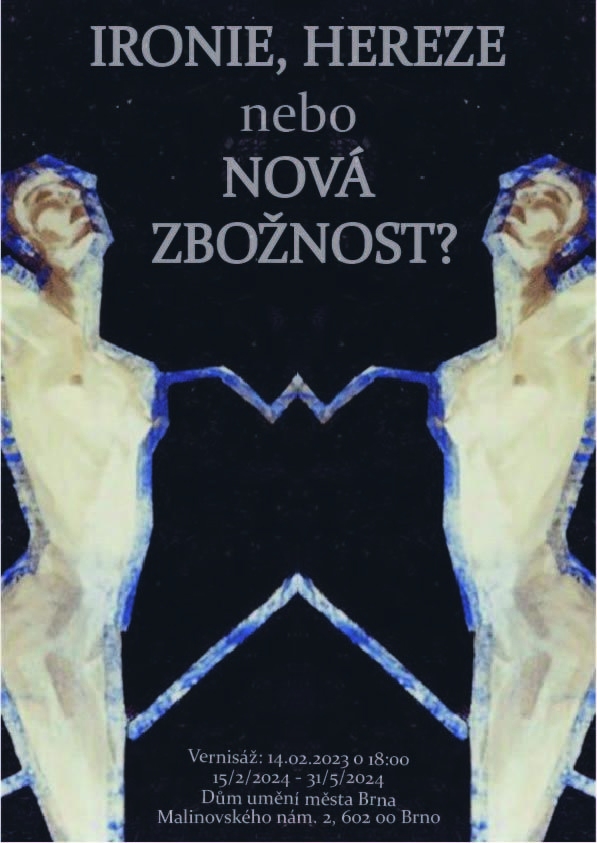 IRONIE, HEREZE
nebo
NOVÁ
ZBOŽNOST?
Vernisáž: 14.02.2023 o 18:00
15/2/2024 - 31/5/2024
Dům umění města Brna
Malinovského nám. 2, 602 00 Brno